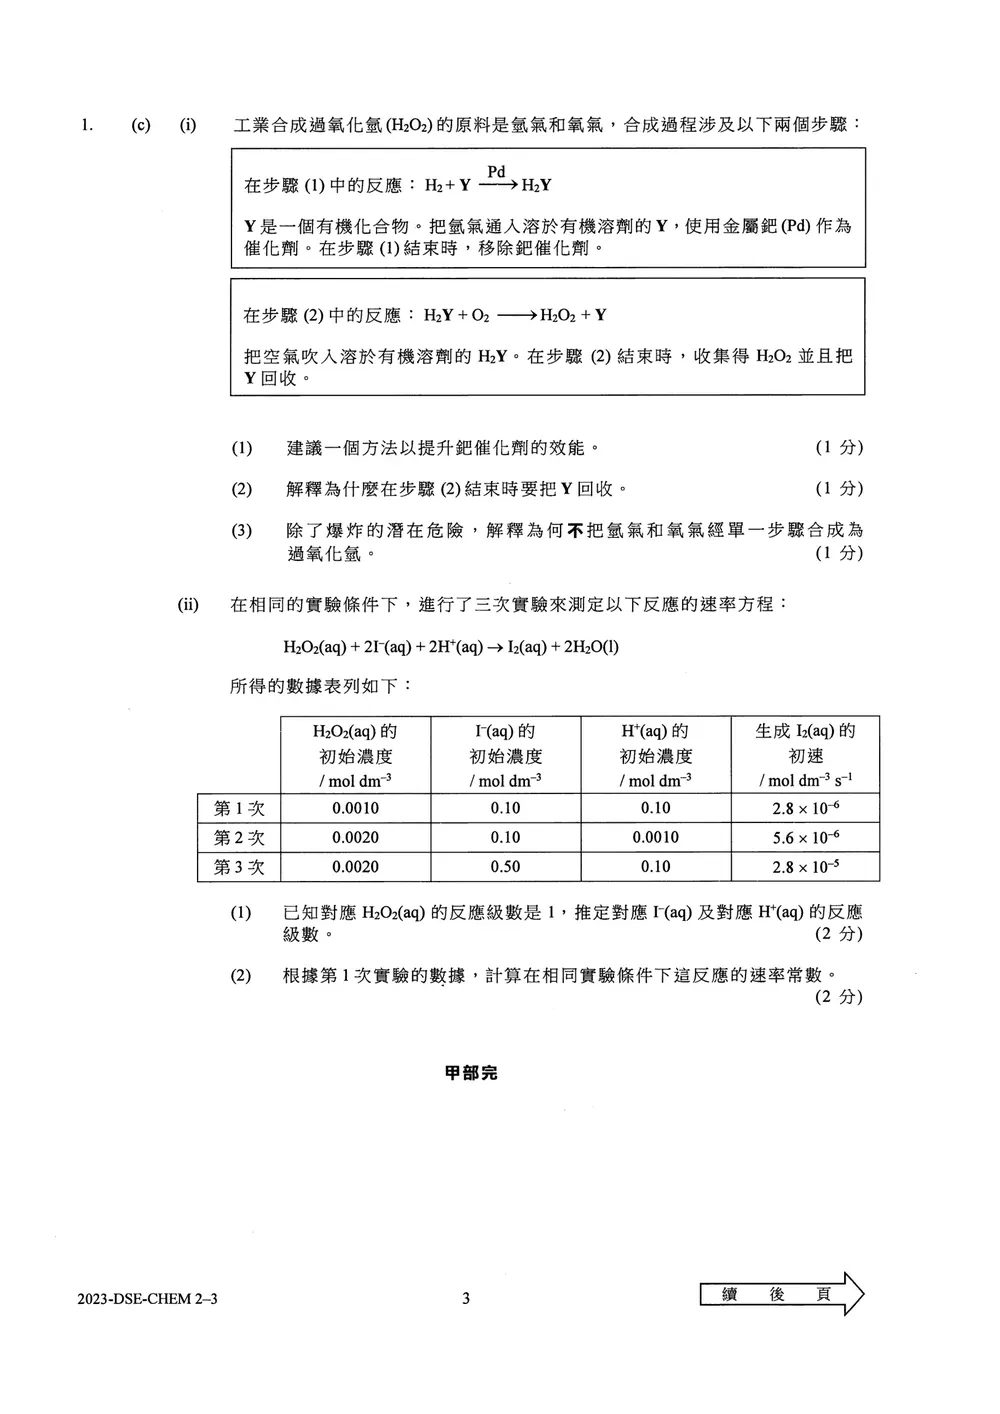 1. (c) (i) 工業合成過氧化氫 (H₂O₂) 的原料是氫氣和氧氣，合成過程涉及以下兩個步驟：
在步驟 (1) 中的反應： H₂ + Y —Pd→ H₂Y
Y 是一個有機化合物。把氫氣通入溶於有機溶劑的 Y，使用金屬鈀 (Pd) 作為
催化劑。在步驟 (1) 結束時，移除鈀催化劑。
在步驟 (2) 中的反應： H₂Y + O₂ ⟶ H₂O₂ + Y
把空氣吹入溶於有機溶劑的 H₂Y。在步驟 (2) 結束時，收集得 H₂O₂ 並且把
Y 回收。
(1) 建議一個方法以提升鈀催化劑的效能。 (1 分)
(2) 解釋為什麼在步驟 (2) 結束時要把 Y 回收。 (1 分)
(3) 除了爆炸的潛在危險，解釋為何不把氫氣和氧氣經單一步驟合成為
過氧化氫。 (1 分)
(ii) 在相同的實驗條件下，進行了三次實驗來測定以下反應的速率方程：
H₂O₂(aq) + 2I⁻(aq) + 2H⁺(aq) → I₂(aq) + 2H₂O(l)
所得的數據表列如下：
H₂O₂(aq) 的 I⁻(aq) 的 H⁺(aq) 的 生成 I₂(aq) 的
初始濃度 初始濃度 初始濃度 初速
/ mol dm⁻³ / mol dm⁻³ / mol dm⁻³ / mol dm⁻³ s⁻¹
第 1 次 0.0010 0.10 0.10 2.8 × 10⁻⁶
第 2 次 0.0020 0.10 0.0010 5.6 × 10⁻⁶
第 3 次 0.0020 0.50 0.10 2.8 × 10⁻⁵
(1) 已知對應 H₂O₂(aq) 的反應級數是 1，推定對應 I⁻(aq) 及對應 H⁺(aq) 的反應
級數。 (2 分)
(2) 根據第 1 次實驗的數據，計算在相同實驗條件下這反應的速率常數。
(2 分)
甲部完
2023-DSE-CHEM 2–3 3 續後頁